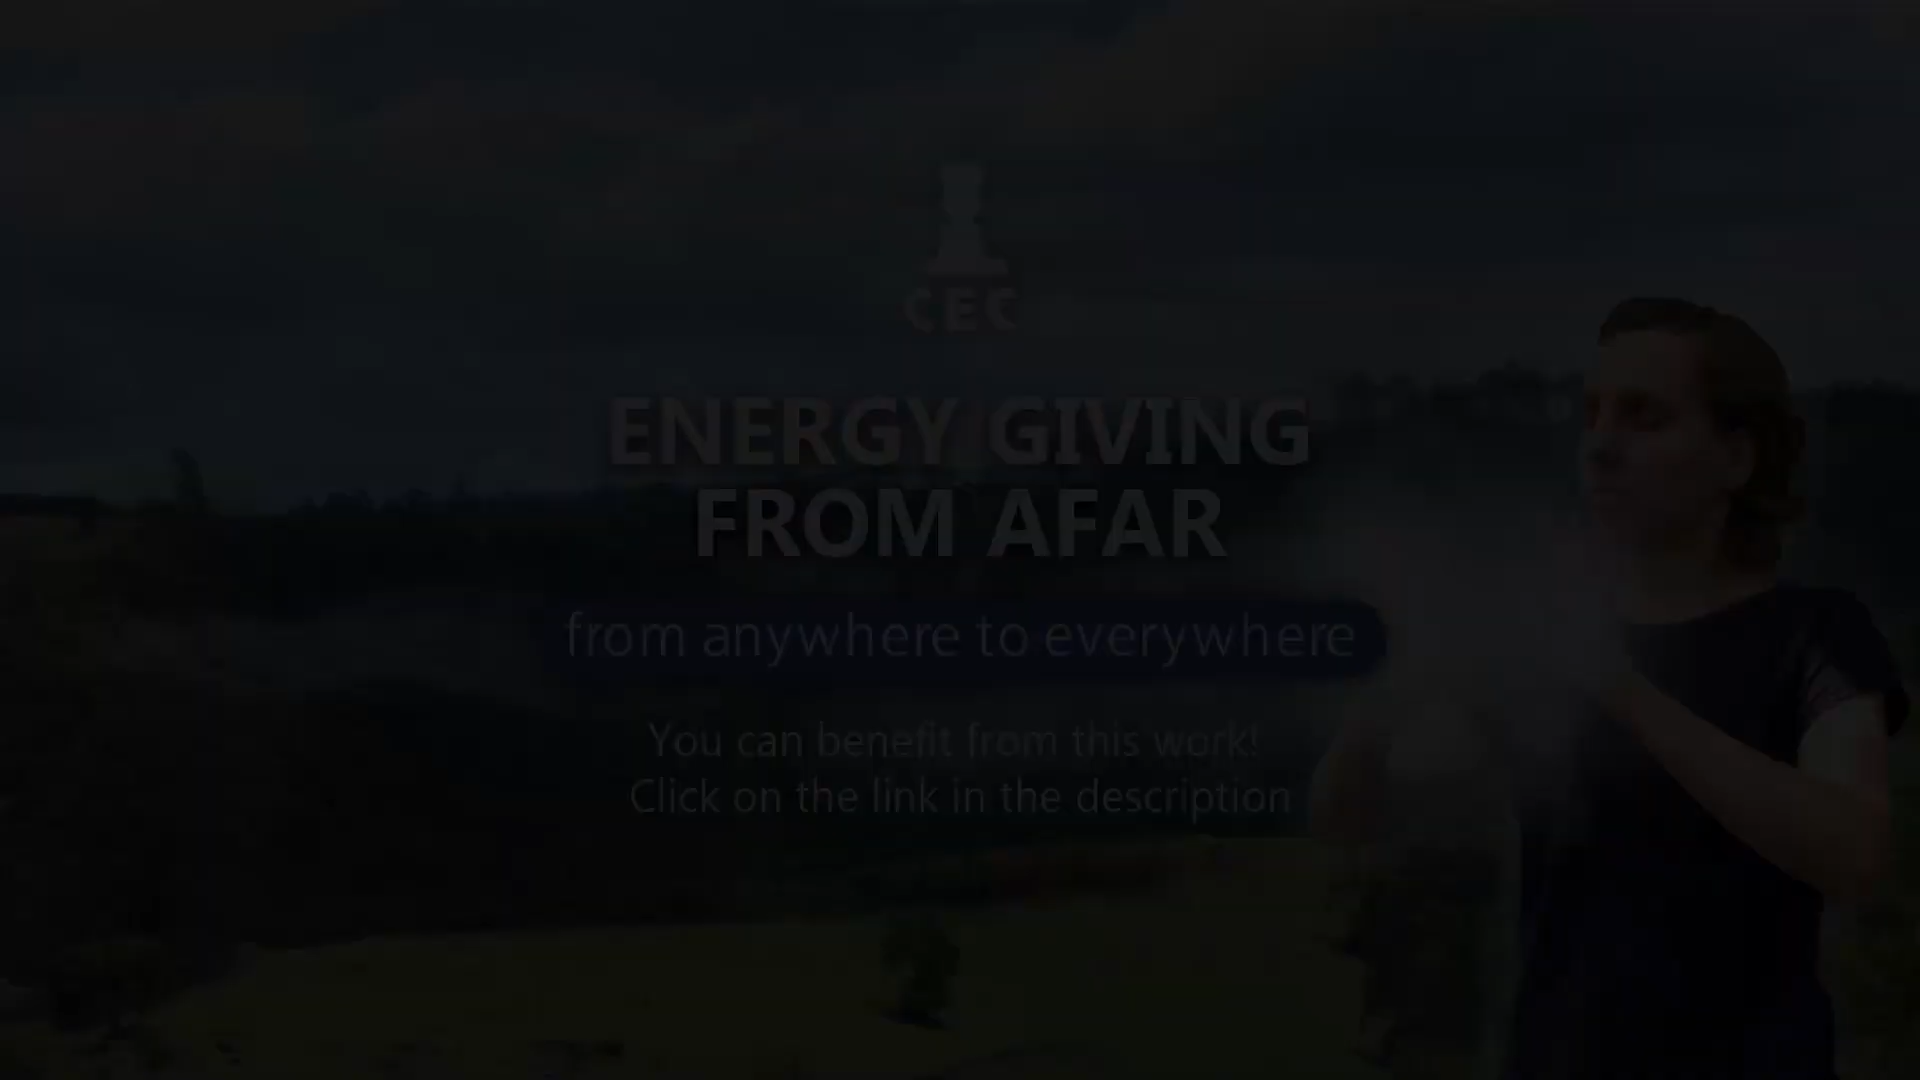 CEC
ENERGY GIVING
FROM AFAR
from anywhere to everywhere
You can benefit from this work!
Click on the link in the description